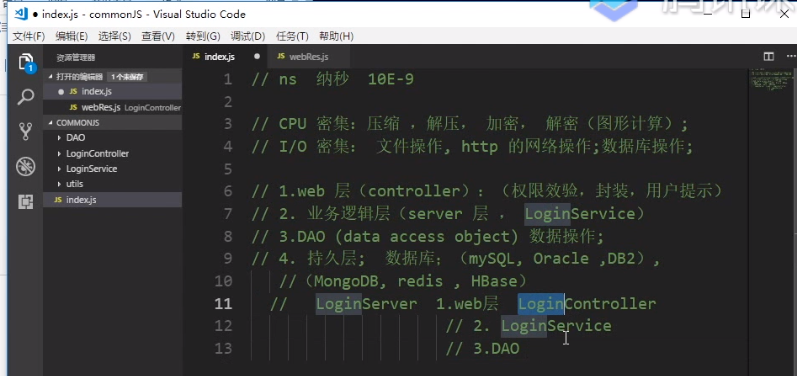 index.js - commonJS - Visual Studio Code
文件(F) 编辑(E) 选择(S) 查看(V) 转到(G) 调试(D) 任务(T) 帮助(H)
资源管理器
打开的编辑器 1 个未保存
index.js
webRes.js LoginController
COMMONJS
DAO
LoginController
LoginService
utils
index.js
1
JS index.js JS webRes.js
1 // ns 纳秒 10E-9
2
3 // CPU 密集：压缩 ，解压， 加密， 解密（图形计算）;
4 // I/O 密集： 文件操作, http 的网络操作;数据库操作;
5
6 // 1.web 层（controller）：（权限效验，封装，用户提示）
7 // 2. 业务逻辑层（server 层 ， LoginService）
8 // 3.DAO (data access object) 数据操作;
9 // 4. 持久层; 数据库；（mySQL, Oracle ,DB2）,
10 //（MongoDB, redis , HBase）
11 // LoginServer 1.web层 LoginController
12 // 2. LoginService
13 // 3.DAO